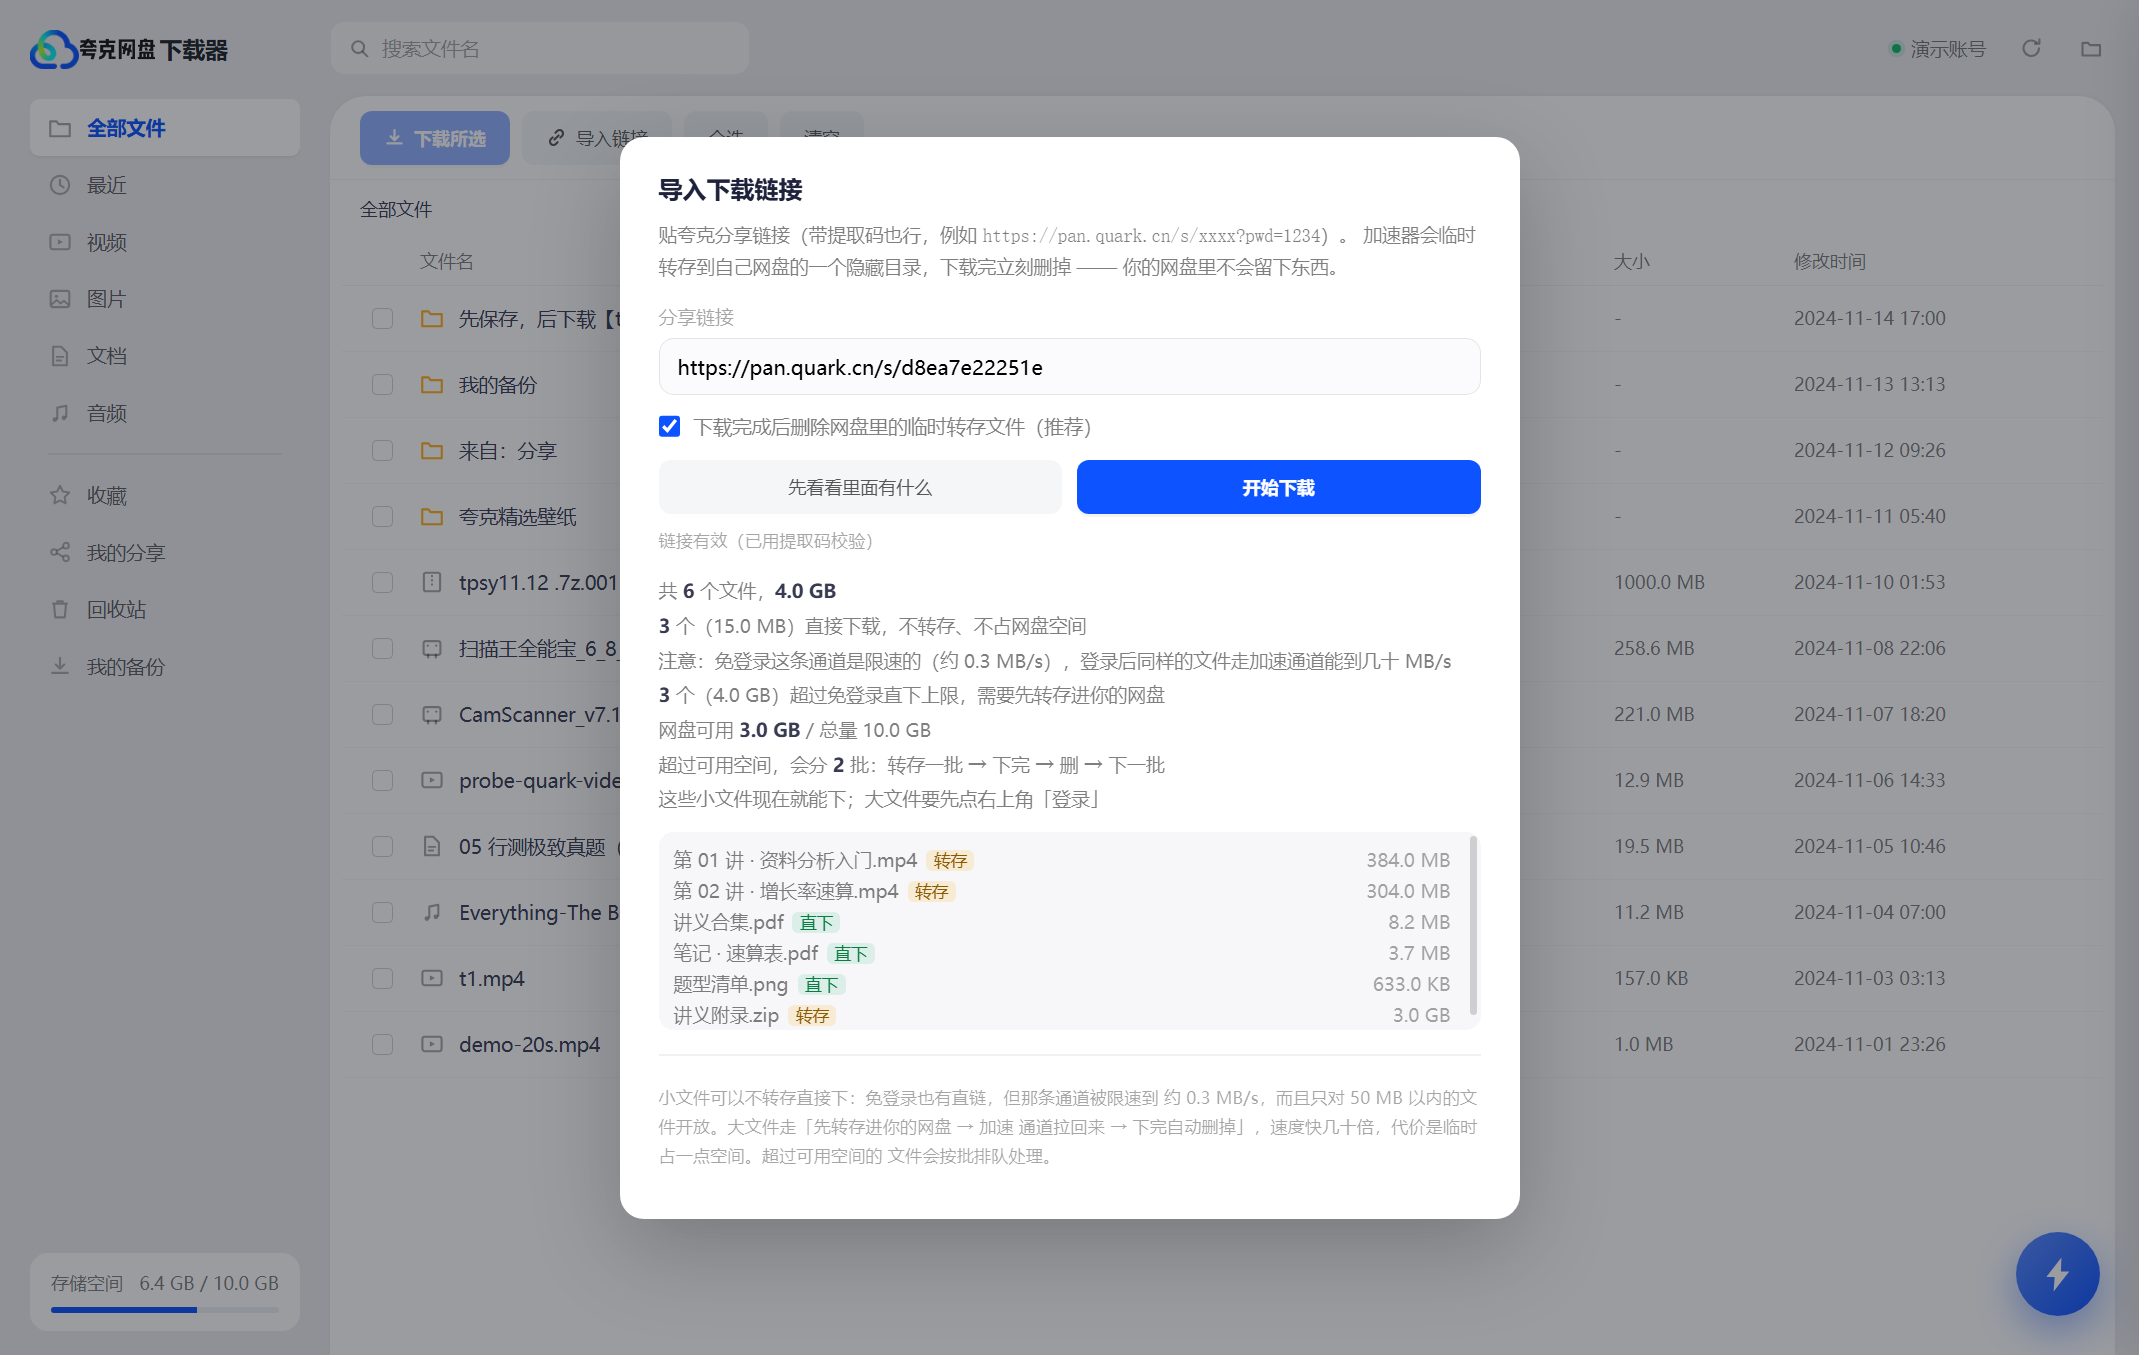 夸克网盘 下载器
搜索文件名
演示账号
全部文件
最近
视频
图片
文档
音频
收藏
我的分享
回收站
我的备份
存储空间 6.4 GB / 10.0 GB
下载所选
导入链接
全选
清空
全部文件
文件名
大小
修改时间
先保存，后下载【t
-
2024-11-14 17:00
我的备份
-
2024-11-13 13:13
来自：分享
-
2024-11-12 09:26
夸克精选壁纸
-
2024-11-11 05:40
tpsy11.12 .7z.001
1000.0 MB
2024-11-10 01:53
扫描王全能宝_6_8_
258.6 MB
2024-11-08 22:06
CamScanner_v7.1
221.0 MB
2024-11-07 18:20
probe-quark-vide
12.9 MB
2024-11-06 14:33
05 行测极致真题（
19.5 MB
2024-11-05 10:46
Everything-The B
11.2 MB
2024-11-04 07:00
t1.mp4
157.0 KB
2024-11-03 03:13
demo-20s.mp4
1.0 MB
2024-11-01 23:26
导入下载链接
贴夸克分享链接（带提取码也行，例如 https://pan.quark.cn/s/xxxx?pwd=1234）。 加速器会临时
转存到自己网盘的一个隐藏目录，下载完立刻删掉 —— 你的网盘里不会留下东西。
分享链接
https://pan.quark.cn/s/d8ea7e22251e
下载完成后删除网盘里的临时转存文件（推荐）
先看看里面有什么
开始下载
链接有效（已用提取码校验）
共 6 个文件，4.0 GB
3 个（15.0 MB）直接下载，不转存、不占网盘空间
注意：免登录这条通道是限速的（约 0.3 MB/s），登录后同样的文件走加速通道能到几十 MB/s
3 个（4.0 GB）超过免登录直下上限，需要先转存进你的网盘
网盘可用 3.0 GB / 总量 10.0 GB
超过可用空间，会分 2 批：转存一批 → 下完 → 删 → 下一批
这些小文件现在就能下；大文件要先点右上角「登录」
第 01 讲 · 资料分析入门.mp4 转存 384.0 MB
第 02 讲 · 增长率速算.mp4 转存 304.0 MB
讲义合集.pdf 直下 8.2 MB
笔记 · 速算表.pdf 直下 3.7 MB
题型清单.png 直下 633.0 KB
讲义附录.zip 转存 3.0 GB
小文件可以不转存直接下：免登录也有直链，但那条通道被限速到 约 0.3 MB/s，而且只对 50 MB 以内的文
件开放。大文件走「先转存进你的网盘 → 加速 通道拉回来 → 下完自动删掉」，速度快几十倍，代价是临时
占一点空间。超过可用空间的 文件会按批排队处理。